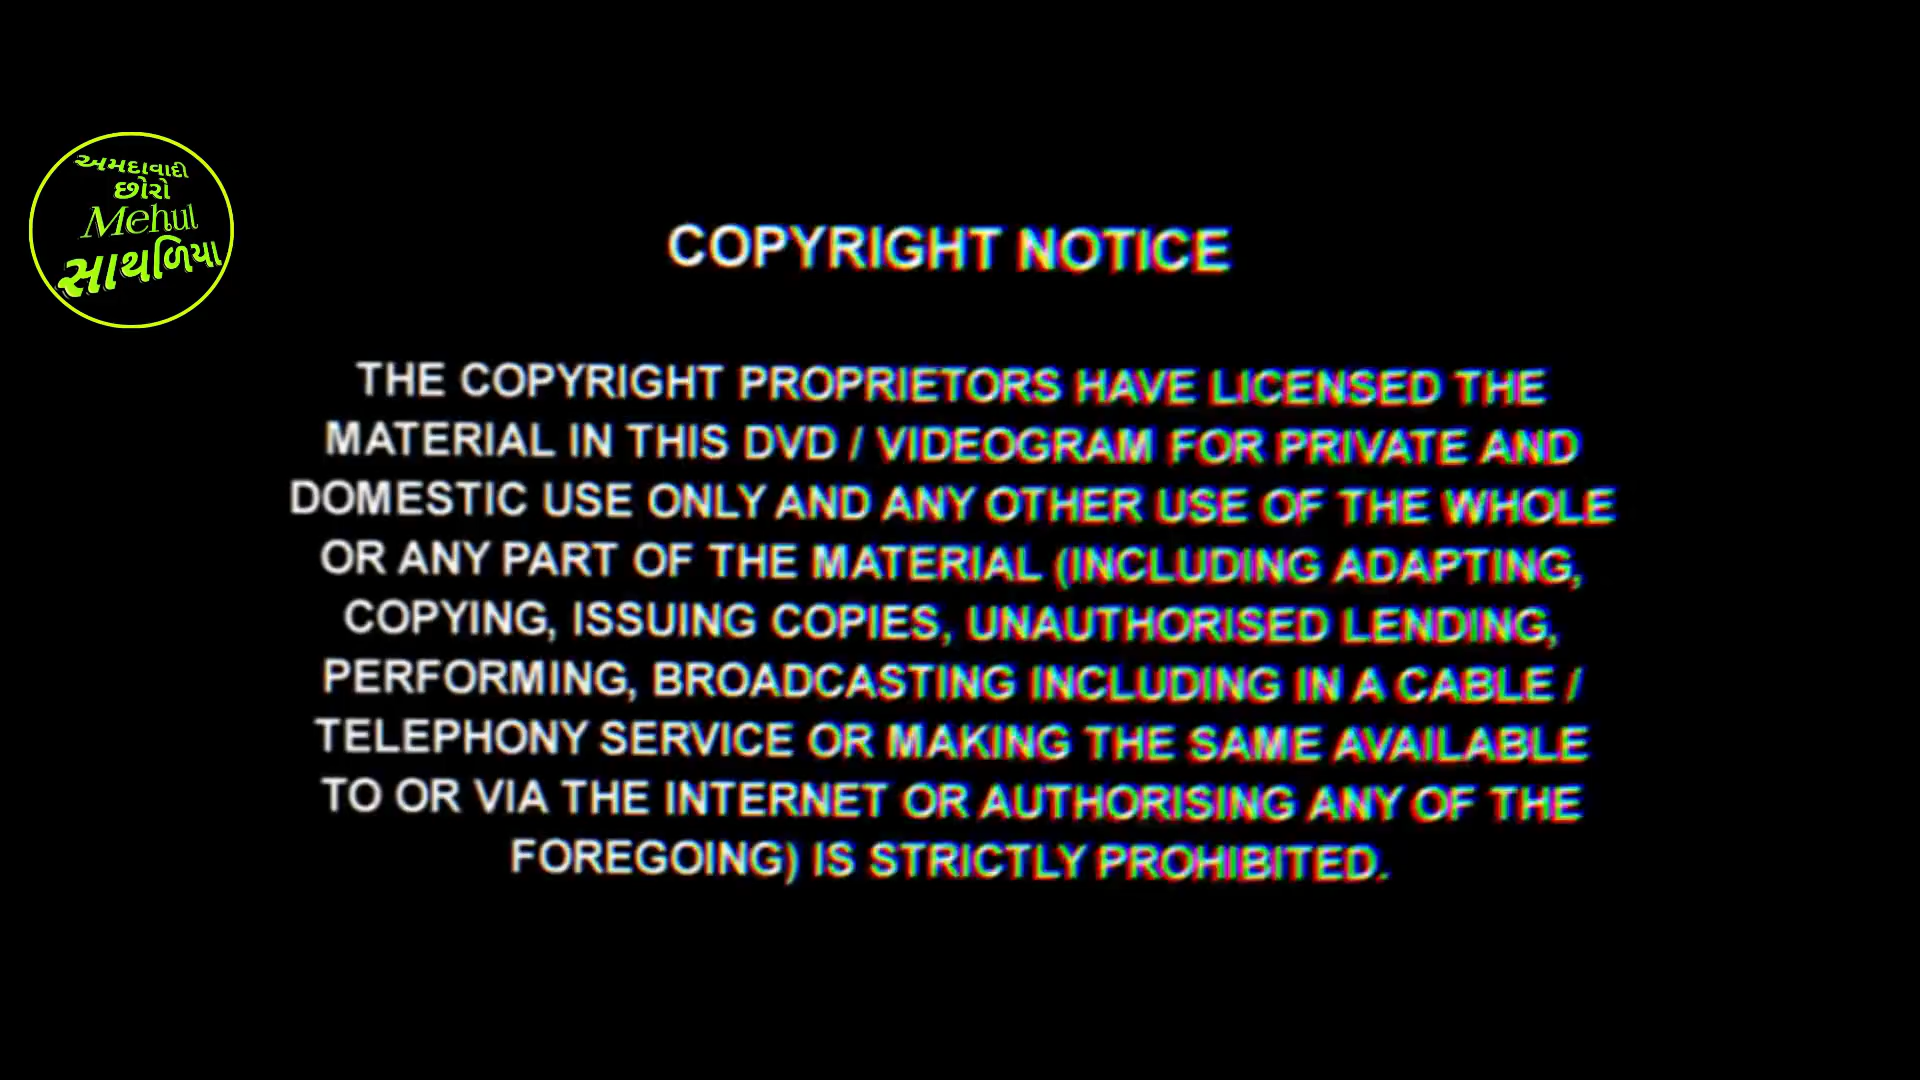 અમદાવાદી
છોરો
Mehul
સાથળિયા
COPYRIGHT NOTICE
THE COPYRIGHT PROPRIETORS HAVE LICENSED THE
MATERIAL IN THIS DVD / VIDEOGRAM FOR PRIVATE AND
DOMESTIC USE ONLY AND ANY OTHER USE OF THE WHOLE
OR ANY PART OF THE MATERIAL (INCLUDING ADAPTING,
COPYING, ISSUING COPIES, UNAUTHORISED LENDING,
PERFORMING, BROADCASTING INCLUDING IN A CABLE /
TELEPHONY SERVICE OR MAKING THE SAME AVAILABLE
TO OR VIA THE INTERNET OR AUTHORISING ANY OF THE
FOREGOING) IS STRICTLY PROHIBITED.